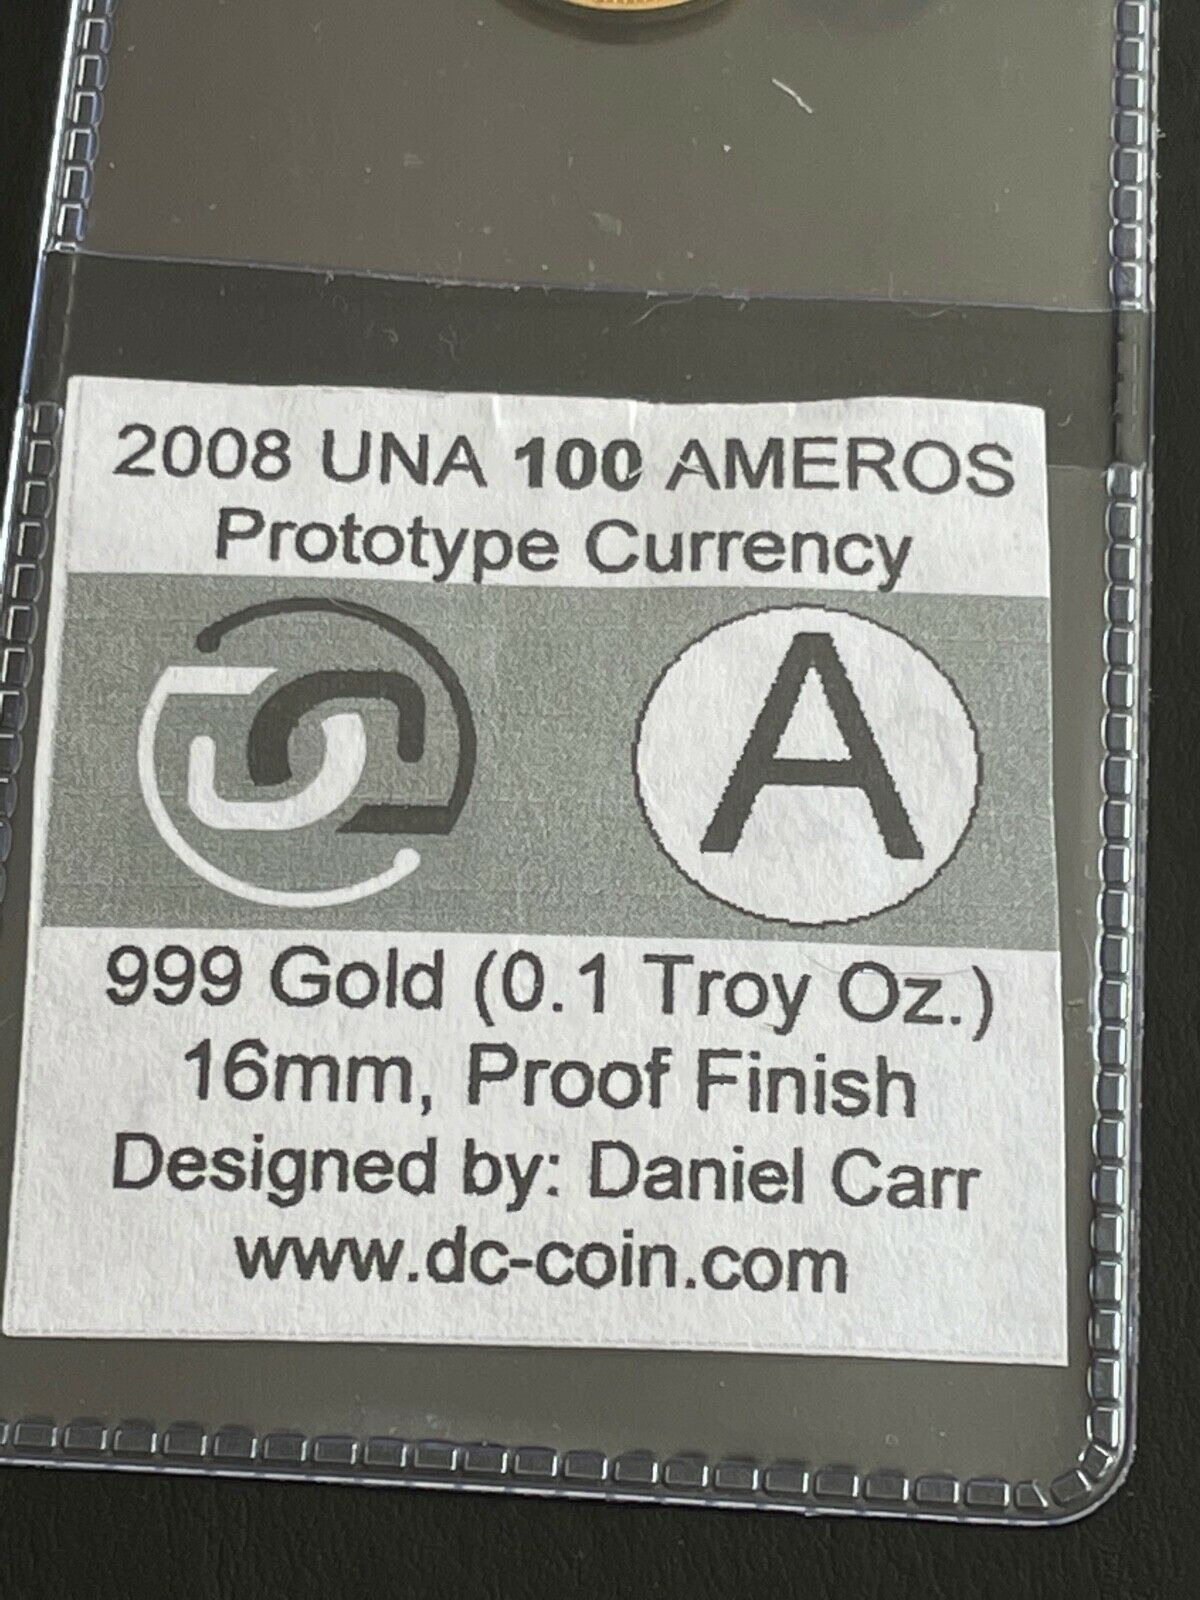 2008 UNA 100 AMEROS
Prototype Currency
A
999 Gold (0.1 Troy Oz.)
16mm, Proof Finish
Designed by: Daniel Carr
www.dc-coin.com